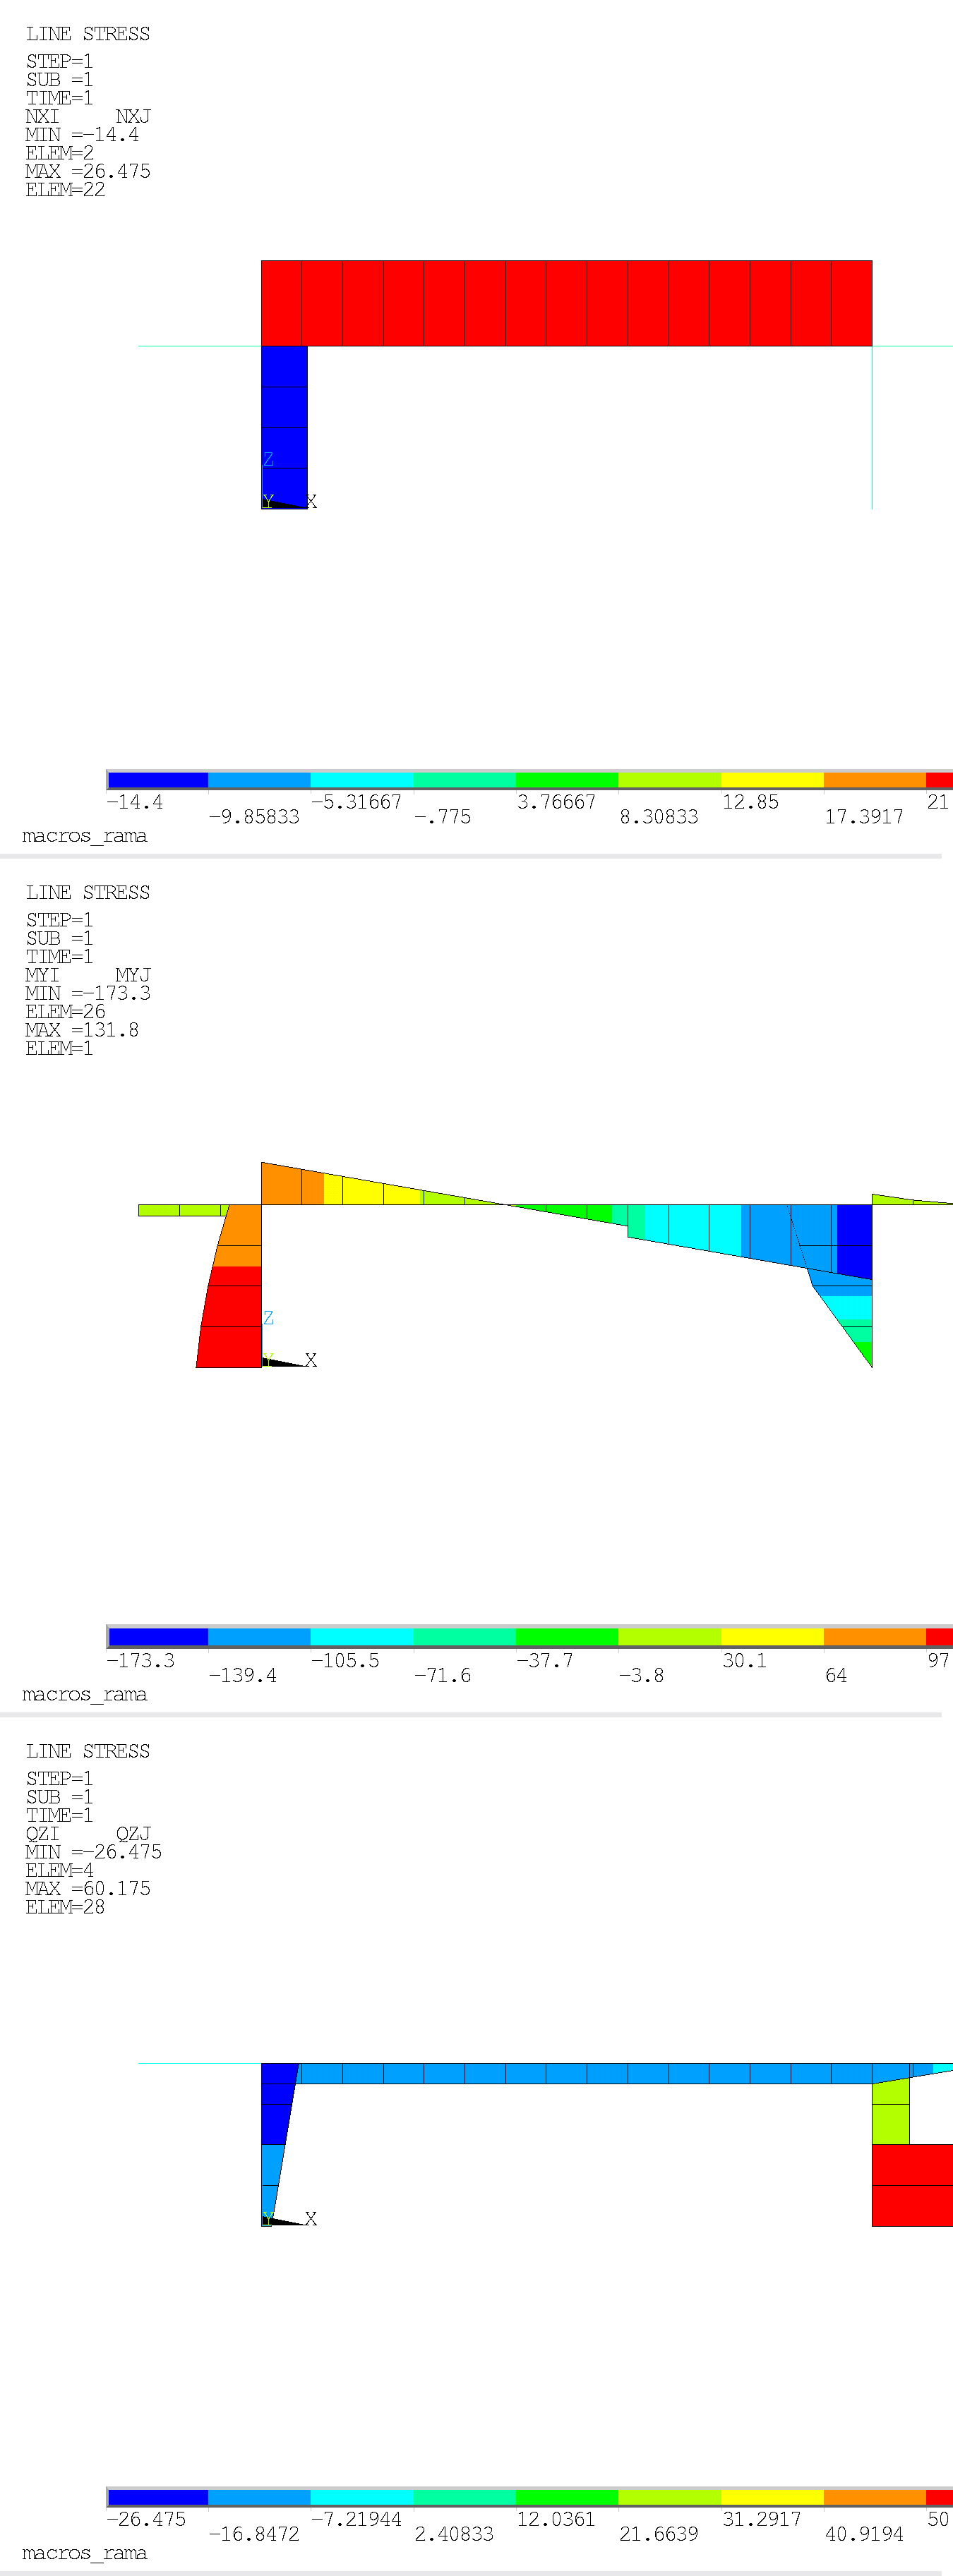 LINE STRESS
STEP=1
SUB =1
TIME=1
NXI NXJ
MIN =-14.4
ELEM=2
MAX =26.475
ELEM=22
Z
Y X
-14.4 -5.31667 3.76667 12.85 21
-9.85833 -.775 8.30833 17.3917
macros_rama
LINE STRESS
STEP=1
SUB =1
TIME=1
MYI MYJ
MIN =-173.3
ELEM=26
MAX =131.8
ELEM=1
Z
Y X
-173.3 -105.5 -37.7 30.1 97
-139.4 -71.6 -3.8 64
macros_rama
LINE STRESS
STEP=1
SUB =1
TIME=1
QZI QZJ
MIN =-26.475
ELEM=4
MAX =60.175
ELEM=28
Y X
-26.475 -7.21944 12.0361 31.2917 50
-16.8472 2.40833 21.6639 40.9194
macros_rama